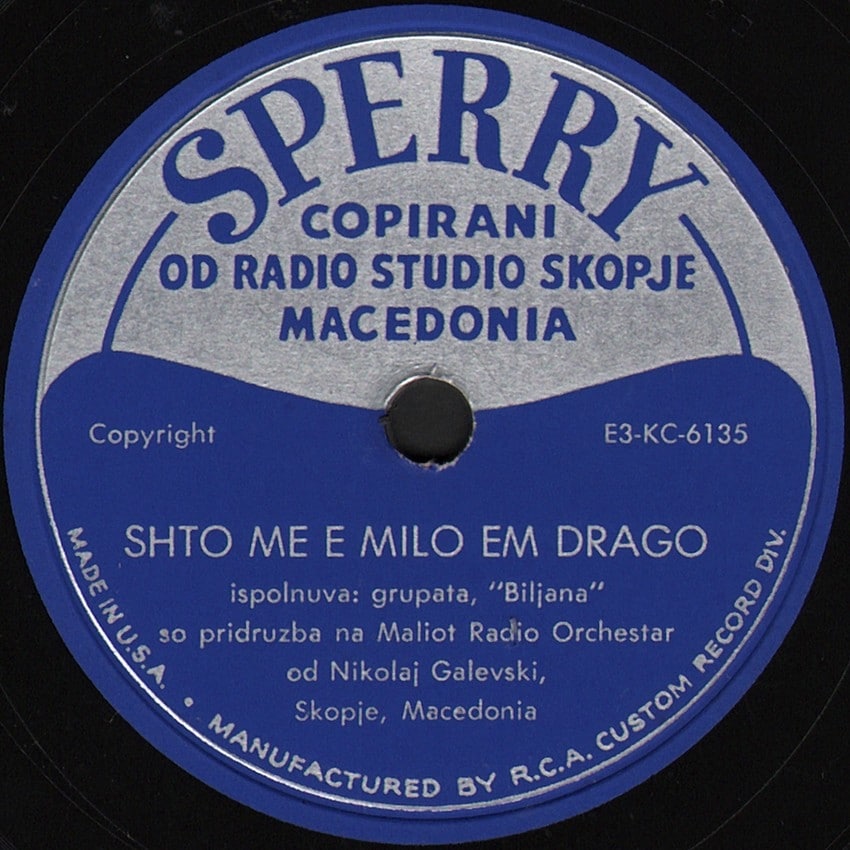 SPERRY
COPIRANI
OD RADIO STUDIO SKOPJE
MACEDONIA
Copyright
E3-KC-6135
SHTO ME E MILO EM DRAGO
ispolnuva: grupata, "Biljana"
so pridruzba na Maliot Radio Orchestar
od Nikolaj Galevski,
Skopje, Macedonia
MADE IN U.S.A. • MANUFACTURED BY R.C.A. CUSTOM RECORD DIV.